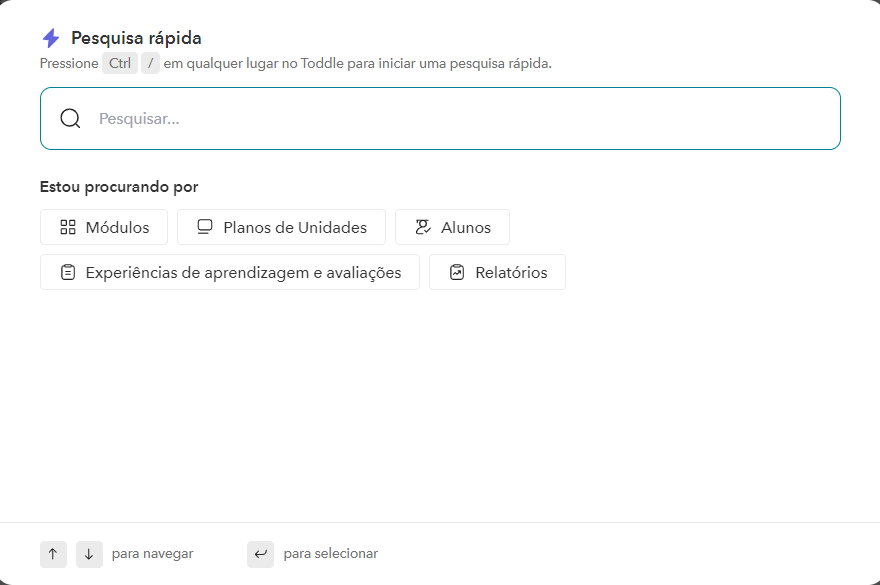 Pesquisa rápida
Pressione Ctrl / em qualquer lugar no Toddle para iniciar uma pesquisa rápida.
Pesquisar...
Estou procurando por
Módulos Planos de Unidades Alunos
Experiências de aprendizagem e avaliações Relatórios
↑ ↓ para navegar ↵ para selecionar